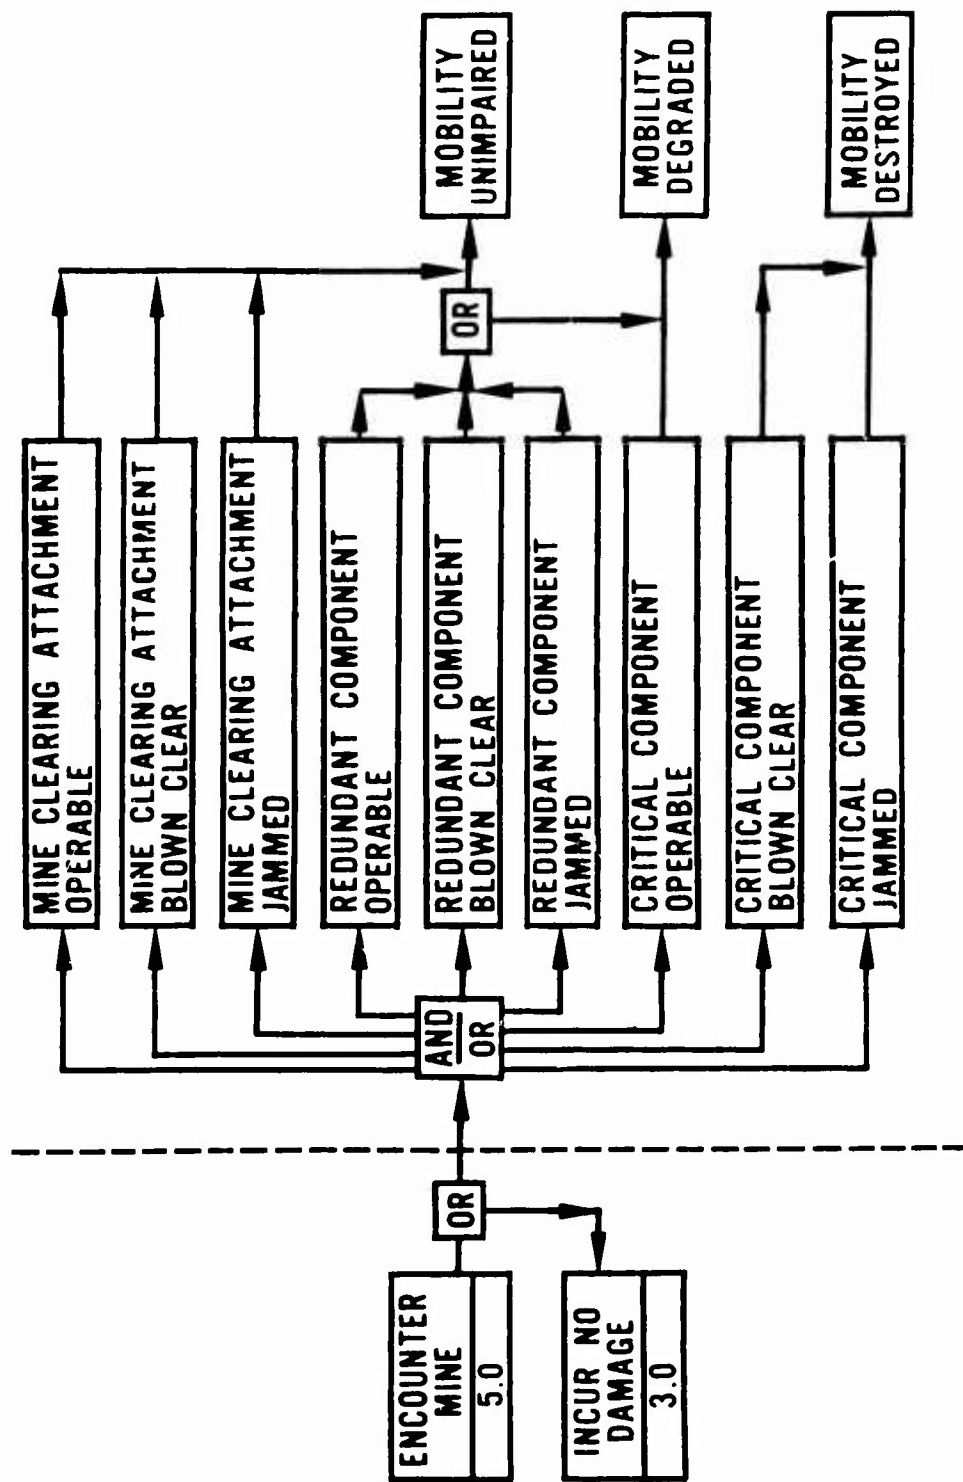 ENCOUNTER
MINE
5.0
OR
INCUR NO
DAMAGE
3.0
AND
OR
MINE CLEARING ATTACHMENT
OPERABLE
MINE CLEARING ATTACHMENT
BLOWN CLEAR
MINE CLEARING ATTACHMENT
JAMMED
REDUNDANT COMPONENT
OPERABLE
REDUNDANT COMPONENT
BLOWN CLEAR
REDUNDANT COMPONENT
JAMMED
CRITICAL COMPONENT
OPERABLE
CRITICAL COMPONENT
BLOWN CLEAR
CRITICAL COMPONENT
JAMMED
OR
MOBILITY
UNIMPAIRED
MOBILITY
DEGRADED
MOBILITY
DESTROYED